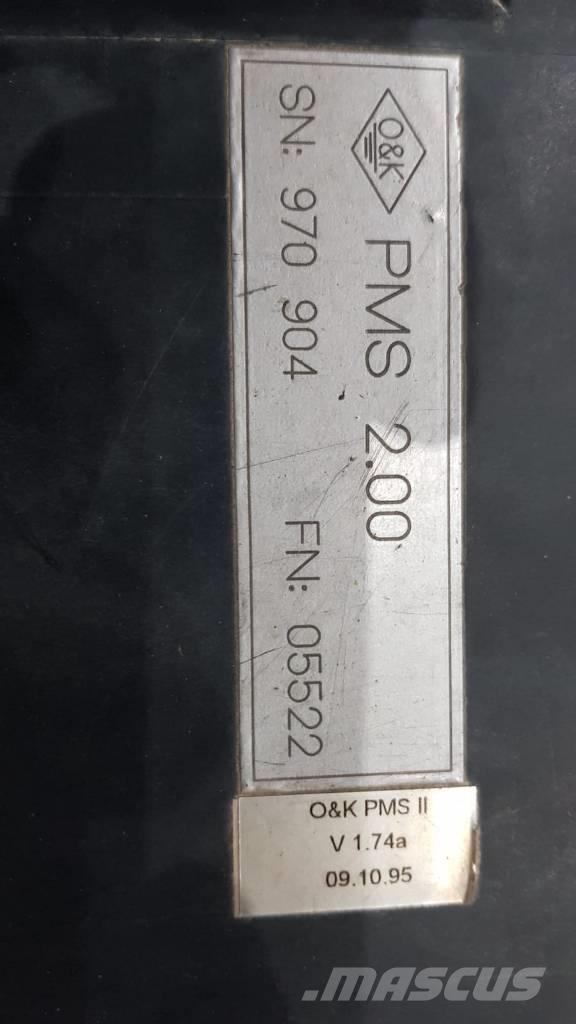 O&K
PMS 2.00
SN: 970 904 FN: 05522
O&K PMS II
V 1.74a
09.10.95
MASCUS